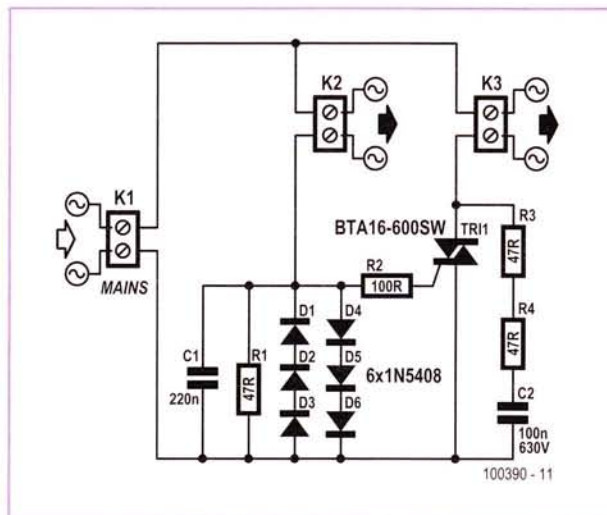 K1
MAINS
K2
K3
BTA16-600SW
TRI1
R2
100R
R3
47R
R4
47R
C1
220n
R1
47R
D1
D2
D3
D4
D5
D6
6x1N5408
C2
100n
630V
100390 - 11